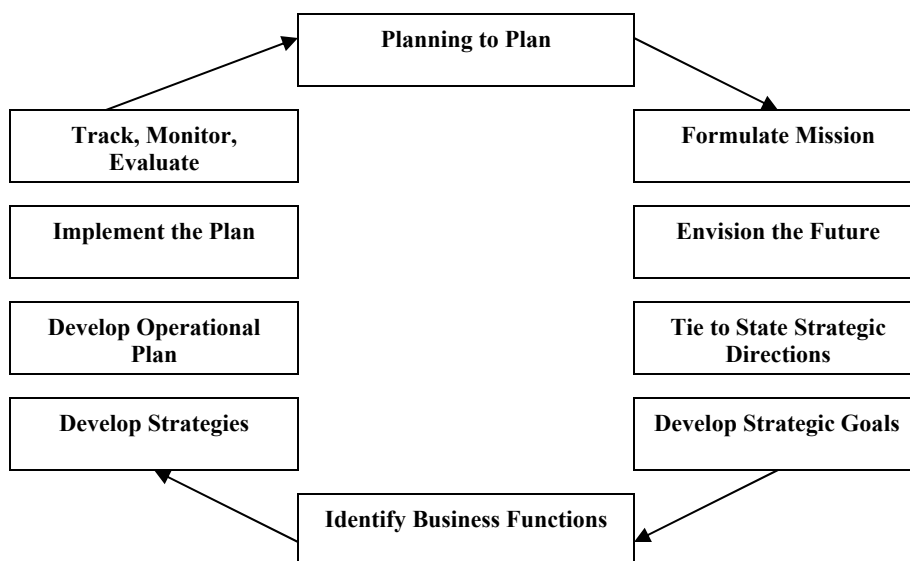 Planning to Plan
Track, Monitor,
Evaluate
Formulate Mission
Implement the Plan
Envision the Future
Develop Operational
Plan
Tie to State Strategic
Directions
Develop Strategies
Develop Strategic Goals
Identify Business Functions